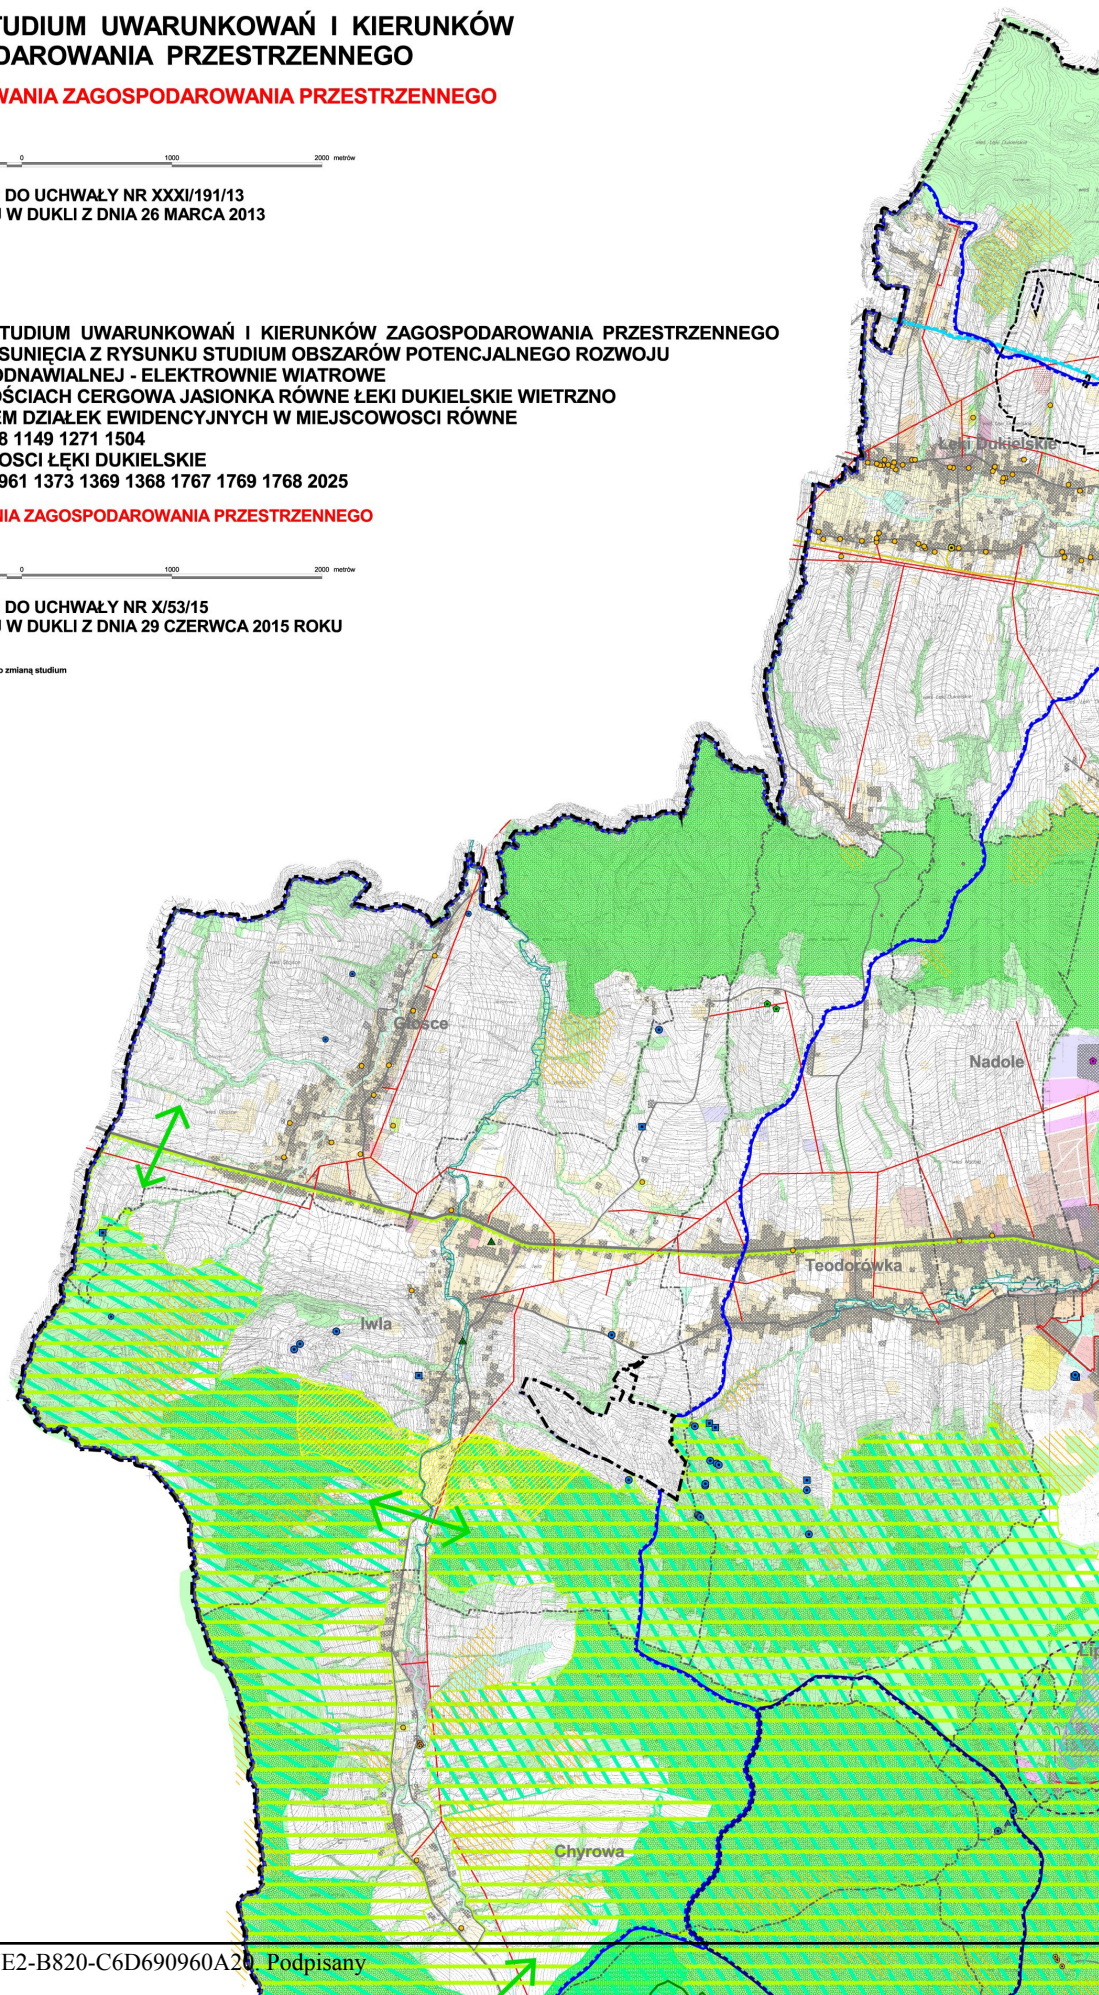 TUDIUM UWARUNKOWAŃ I KIERUNKÓW
DAROWANIA PRZESTRZENNEGO
WANIA ZAGOSPODAROWANIA PRZESTRZENNEGO
0 1000 2000 metrów
DO UCHWAŁY NR XXXI/191/13
W DUKLI Z DNIA 26 MARCA 2013
TUDIUM UWARUNKOWAŃ I KIERUNKÓW ZAGOSPODAROWANIA PRZESTRZENNEGO
SUNIĘCIA Z RYSUNKU STUDIUM OBSZARÓW POTENCJALNEGO ROZWOJU
ODNAWIALNEJ - ELEKTROWNIE WIATROWE
OŚCIACH CERGOWA JASIONKA RÓWNE ŁEKI DUKIELSKIE WIETRZNO
EM DZIAŁEK EWIDENCYJNYCH W MIEJSCOWOSCI RÓWNE
8 1149 1271 1504
OSCI ŁĘKI DUKIELSKIE
961 1373 1369 1368 1767 1769 1768 2025
NIA ZAGOSPODAROWANIA PRZESTRZENNEGO
0 1000 2000 metrów
DO UCHWAŁY NR X/53/15
W DUKLI Z DNIA 29 CZERWCA 2015 ROKU
o zmianą studium
Łęki Dukielskie
Głosce
Nadole
Teodorówka
Iwla
Lip
Chyrowa
E2-B820-C6D690960A20. Podpisany